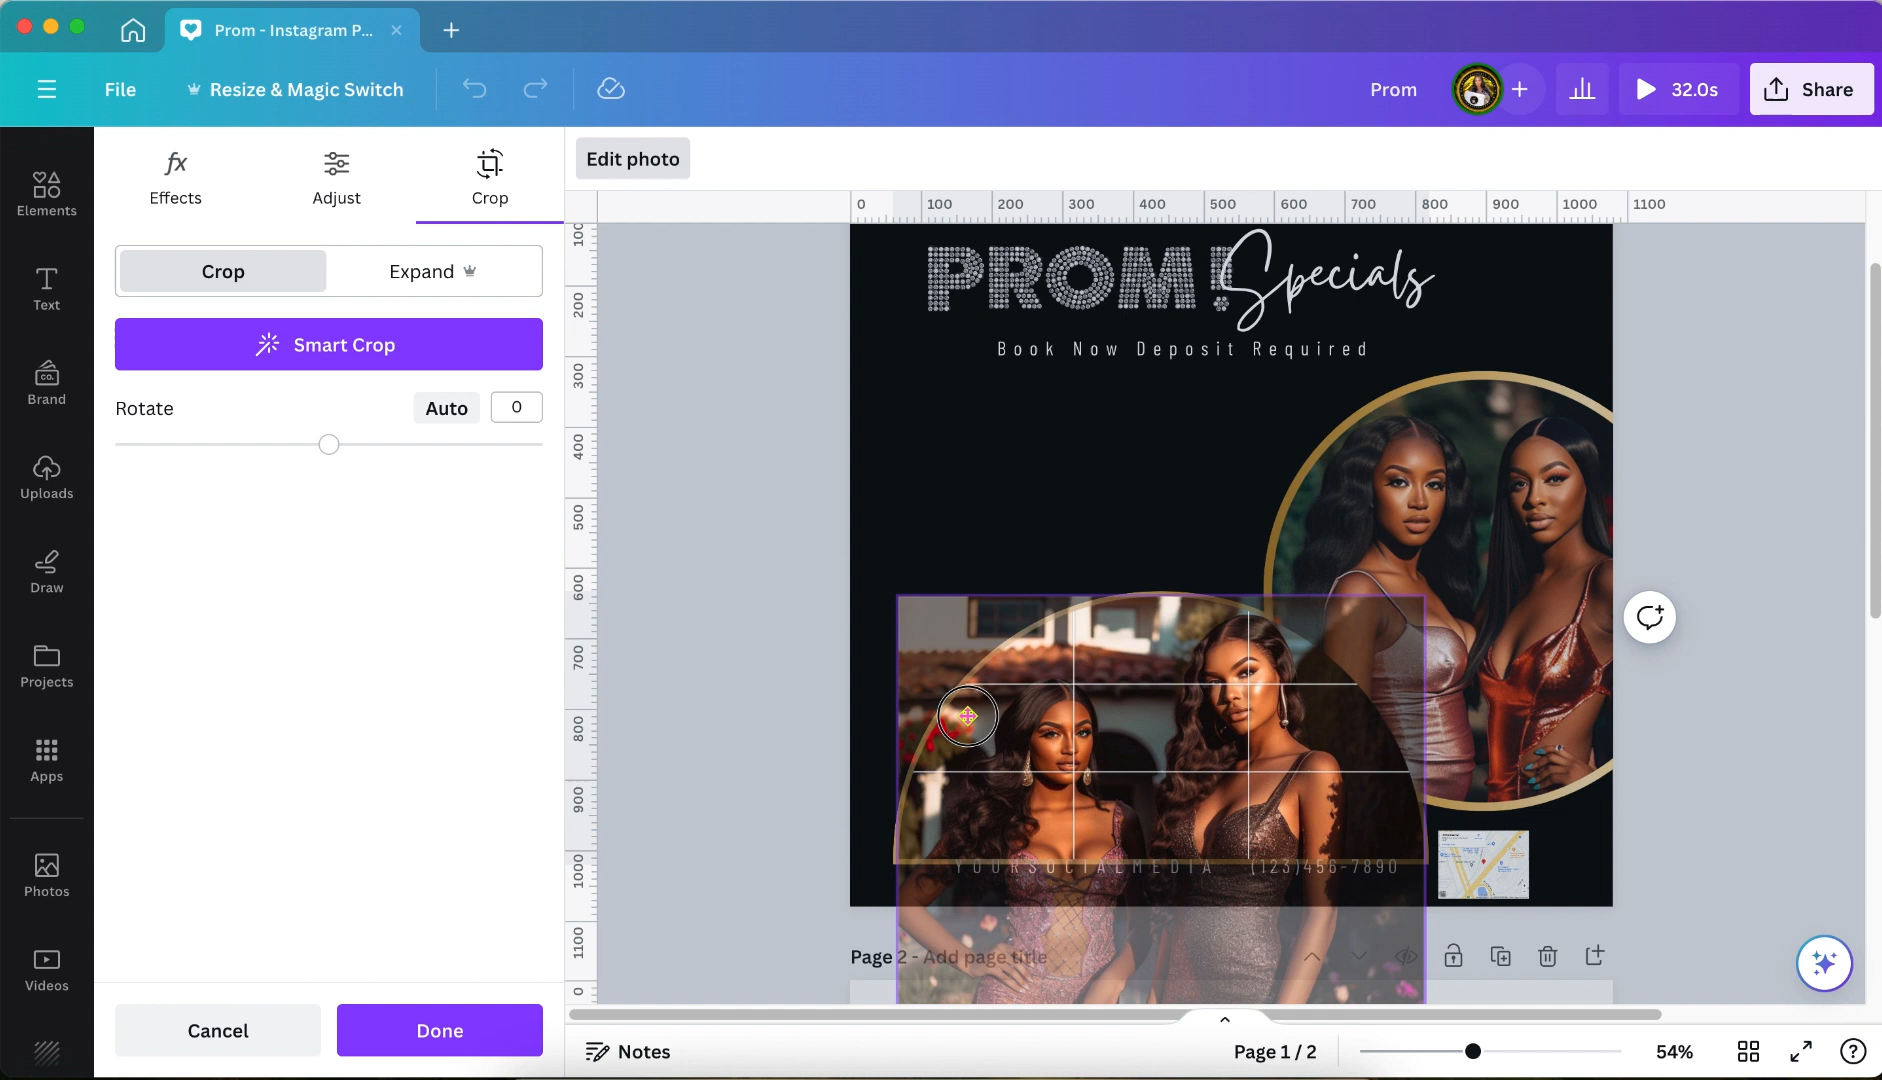 Prom - Instagram P...
File
Resize & Magic Switch
Prom
32.0s
Share
Elements
Text
CO.
Brand
Uploads
Draw
Projects
Apps
Photos
Videos
fx
Effects
Adjust
Crop
Crop
Expand
Smart Crop
Rotate
Auto
0
Cancel
Done
Edit photo
0 100 200 300 400 500 600 700 800 900 1000 1100
100
200
300
400
500
600
700
800
900
1000
1100
0
PROM! Specials
Book Now Deposit Required
YOURSOCIALMEDIA (123)456-7890
Page 2 - Add page title
Notes
Page 1 / 2
54%
?